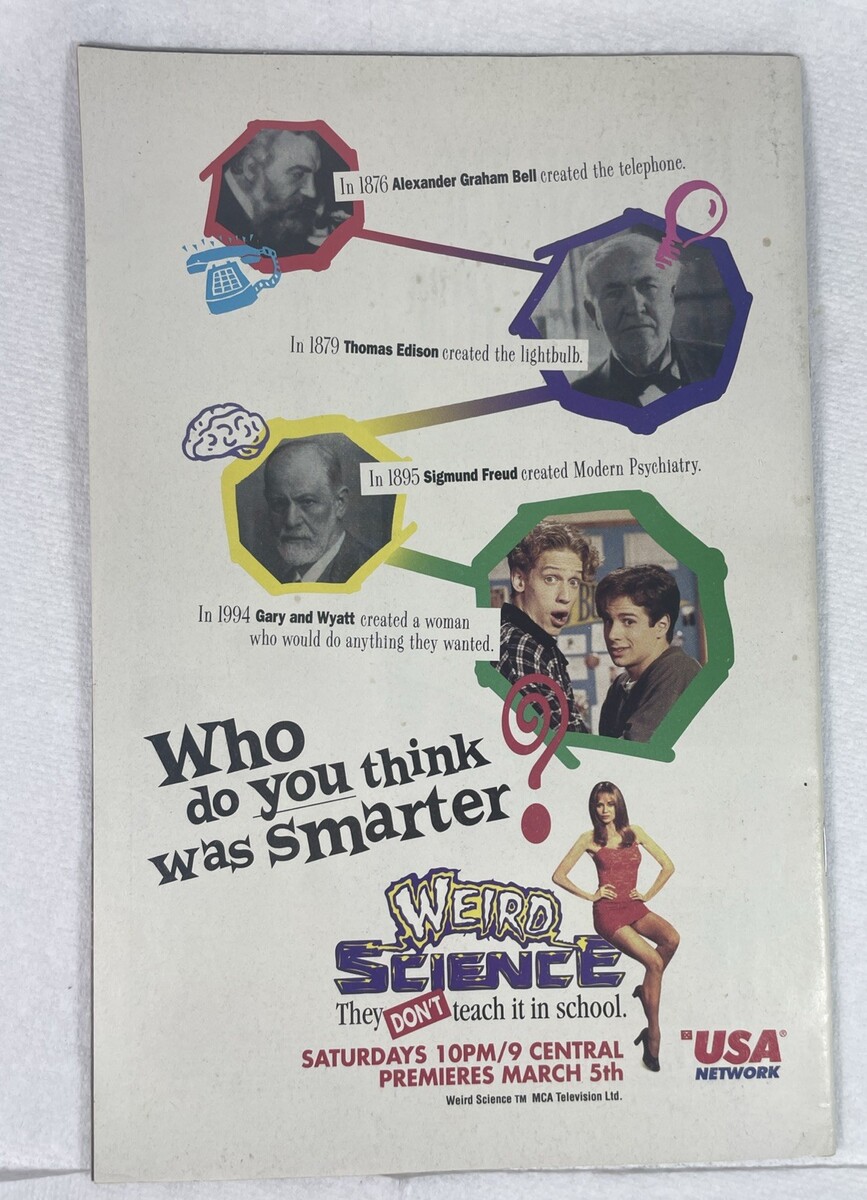 In 1876 Alexander Graham Bell created the telephone.
In 1879 Thomas Edison created the lightbulb.
In 1895 Sigmund Freud created Modern Psychiatry.
In 1994 Gary and Wyatt created a woman
who would do anything they wanted.
Who
do you think
was smarter?
WEIRD
SCIENCE
They DON'T teach it in school.
SATURDAYS 10PM/9 CENTRAL
PREMIERES MARCH 5th
USA®
NETWORK
Weird Science TM MCA Television Ltd.